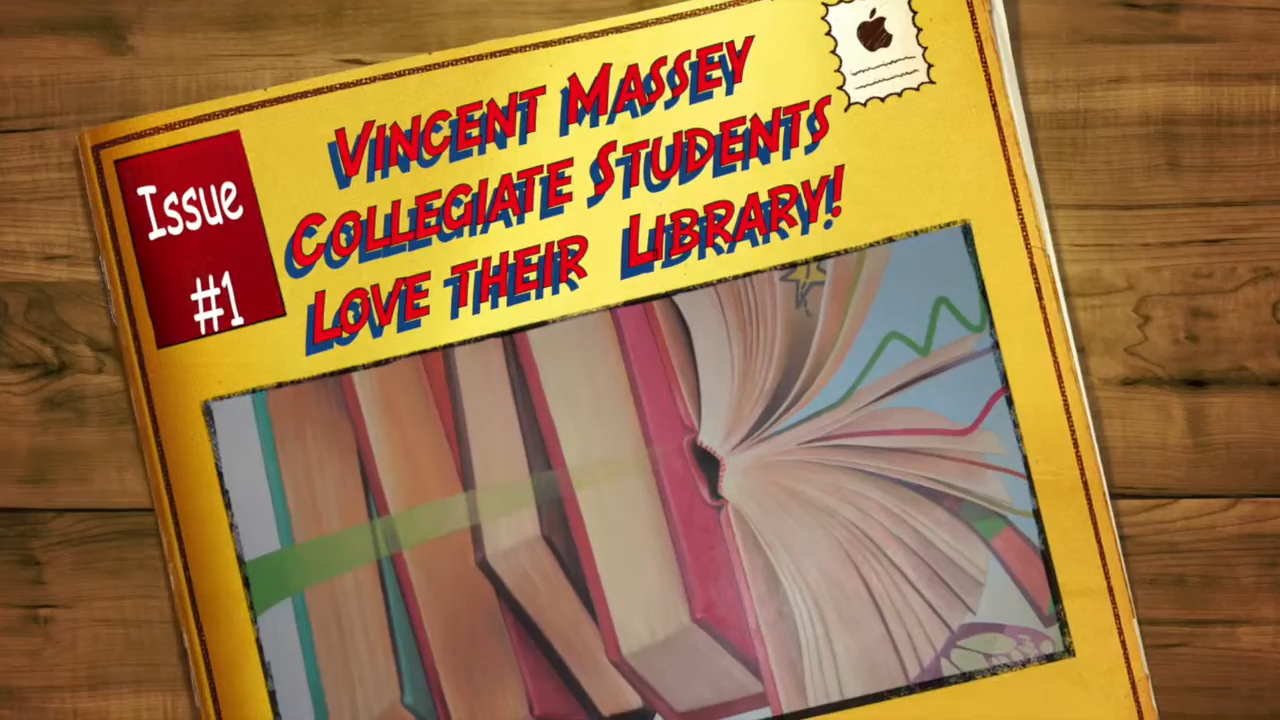 Issue
#1
Vincent Massey
Collegiate Students
Love their Library!